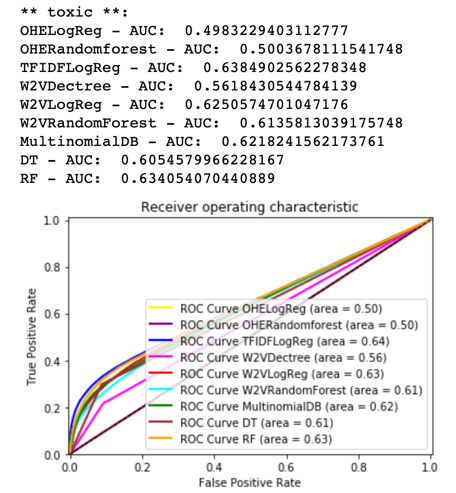 ** toxic **:
OHELogReg - AUC: 0.4983229403112777
OHERandomforest - AUC: 0.5003678111541748
TFIDFLogReg - AUC: 0.6384902562278348
W2VDectree - AUC: 0.5618430544784139
W2VLogReg - AUC: 0.6250574701047176
W2VRandomForest - AUC: 0.6135813039175748
MultinomialDB - AUC: 0.6218241562173761
DT - AUC: 0.6054579966228167
RF - AUC: 0.634054070440889
Receiver operating characteristic
1.0
0.8
0.6
0.4
0.2
0.0
True Positive Rate
ROC Curve OHELogReg (area = 0.50)
ROC Curve OHERandomforest (area = 0.50)
ROC Curve TFIDFLogReg (area = 0.64)
ROC Curve W2VDectree (area = 0.56)
ROC Curve W2VLogReg (area = 0.63)
ROC Curve W2VRandomForest (area = 0.61)
ROC Curve MultinomialDB (area = 0.62)
ROC Curve DT (area = 0.61)
ROC Curve RF (area = 0.63)
0.0 0.2 0.4 0.6 0.8 1.0
False Positive Rate